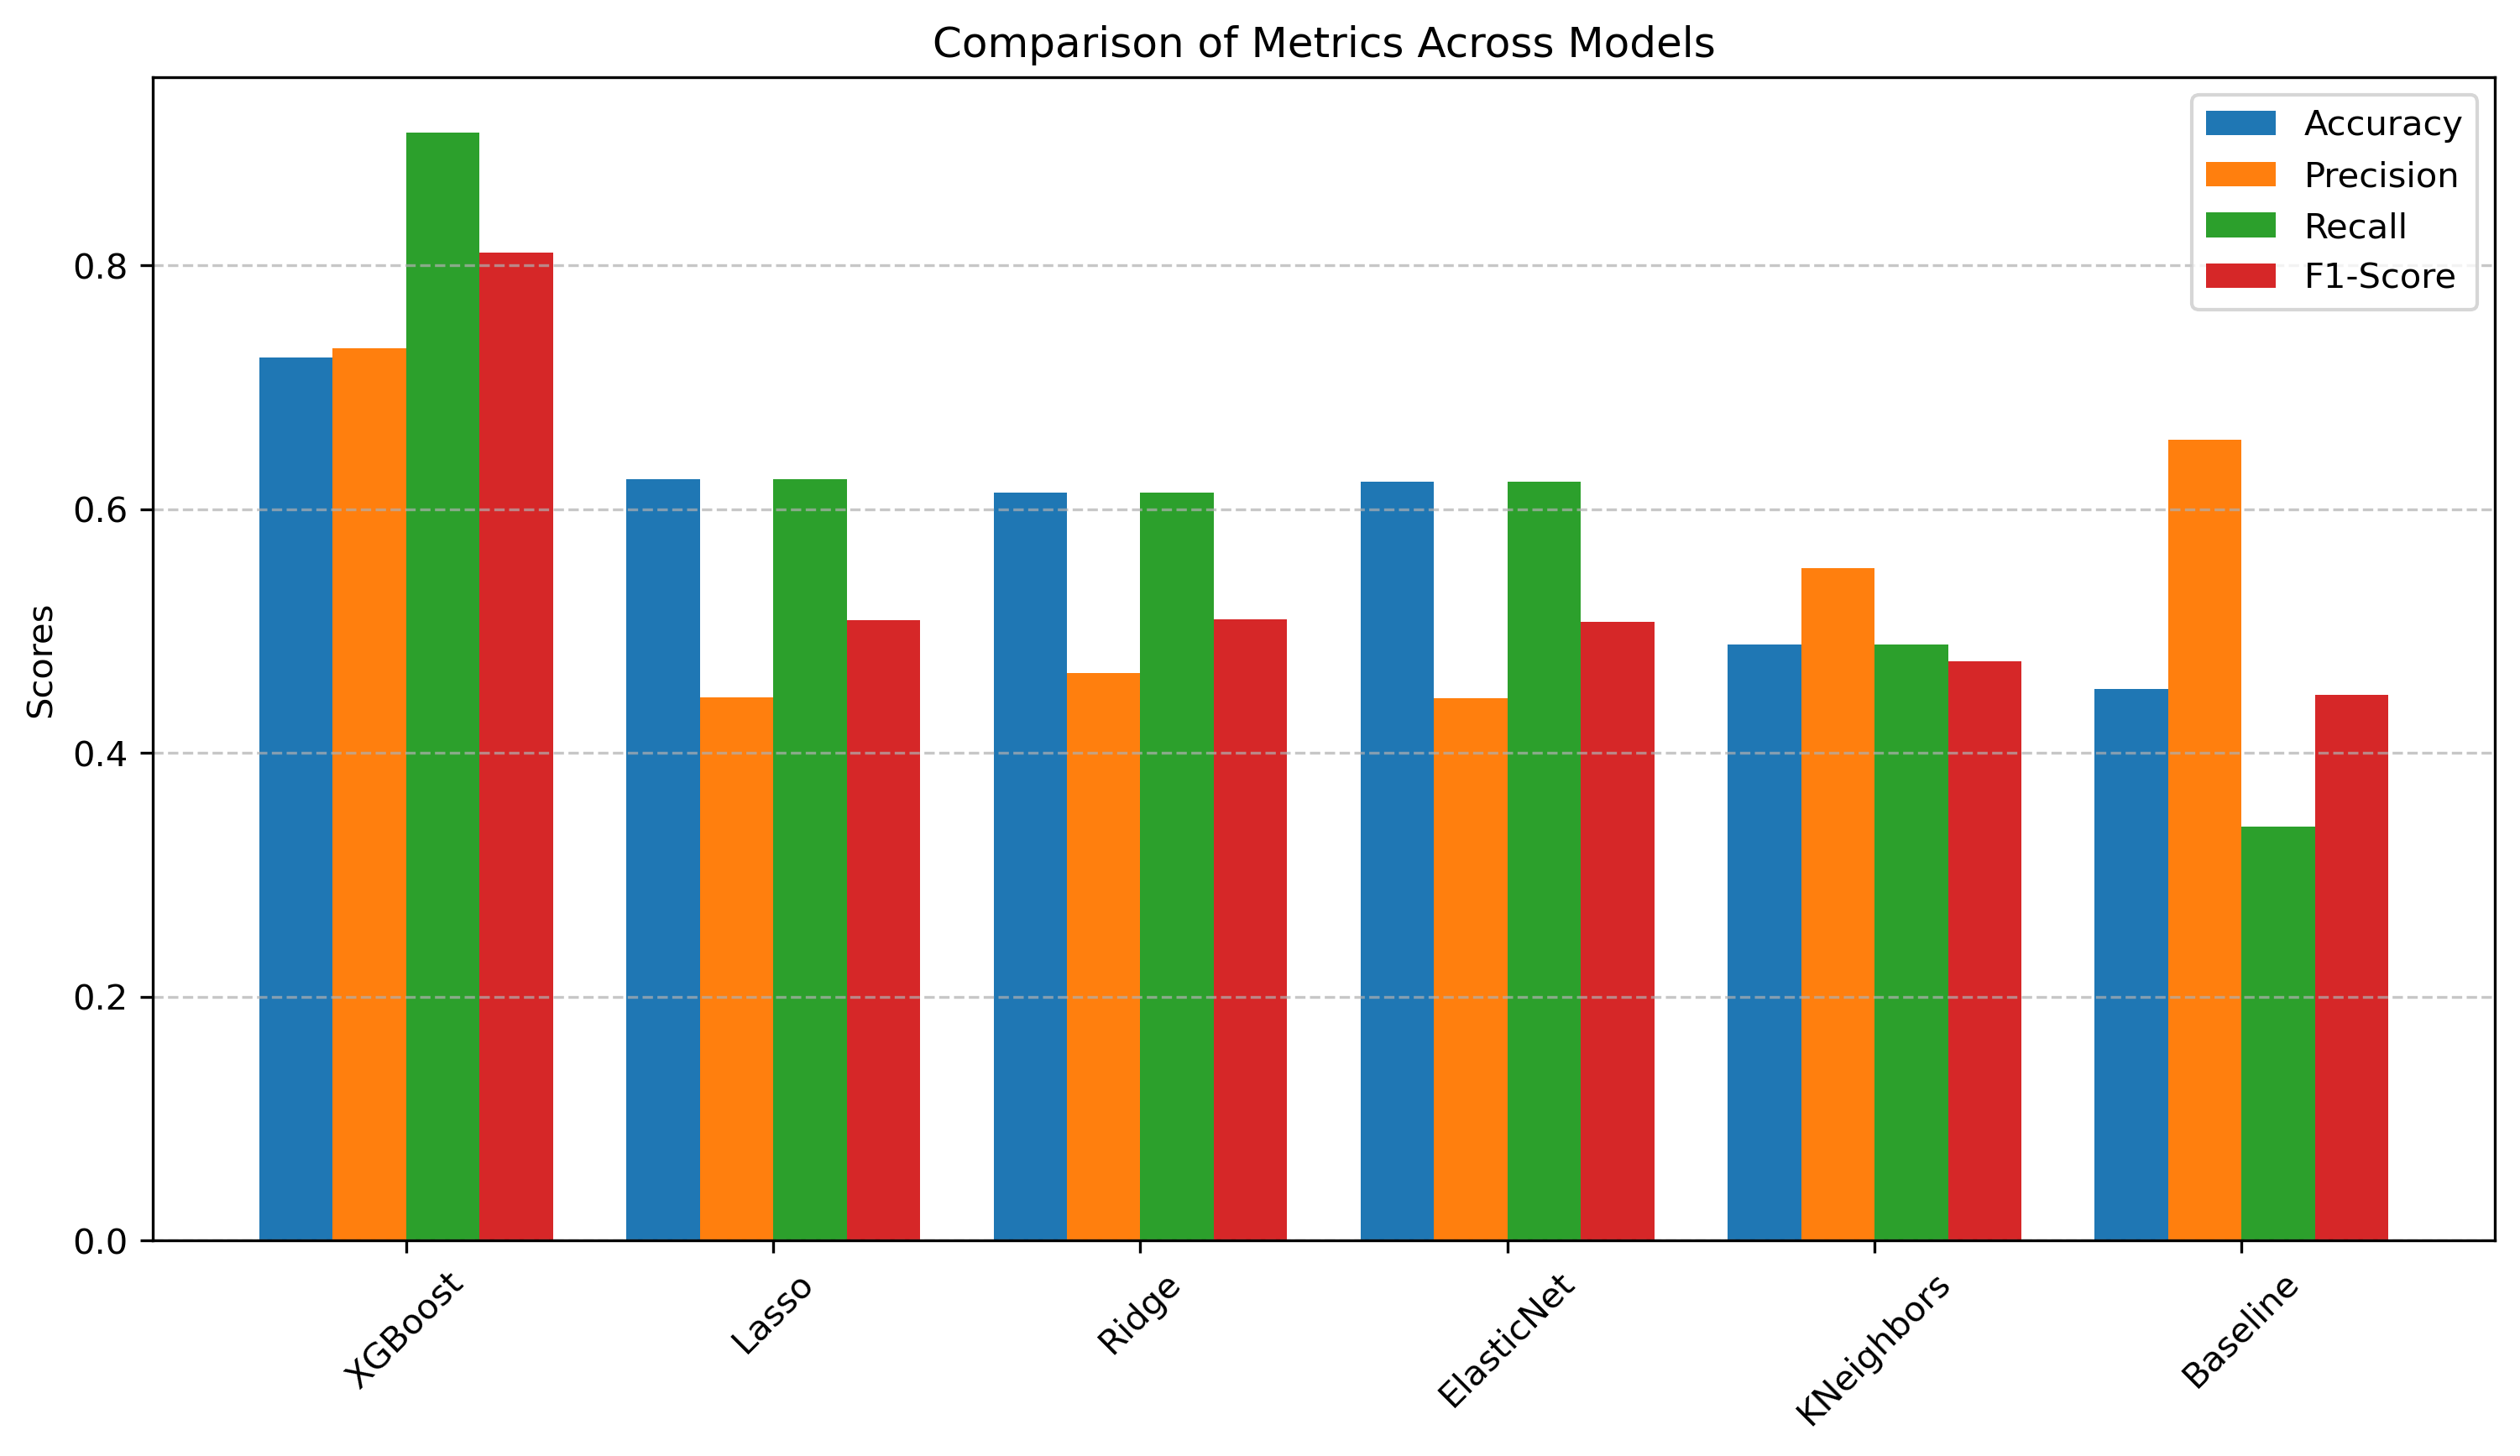 Comparison of Metrics Across Models
Accuracy
Precision
Recall
F1-Score
Scores
0.8
0.6
0.4
0.2
0.0
XGBoost
Lasso
Ridge
ElasticNet
KNeighbors
Baseline